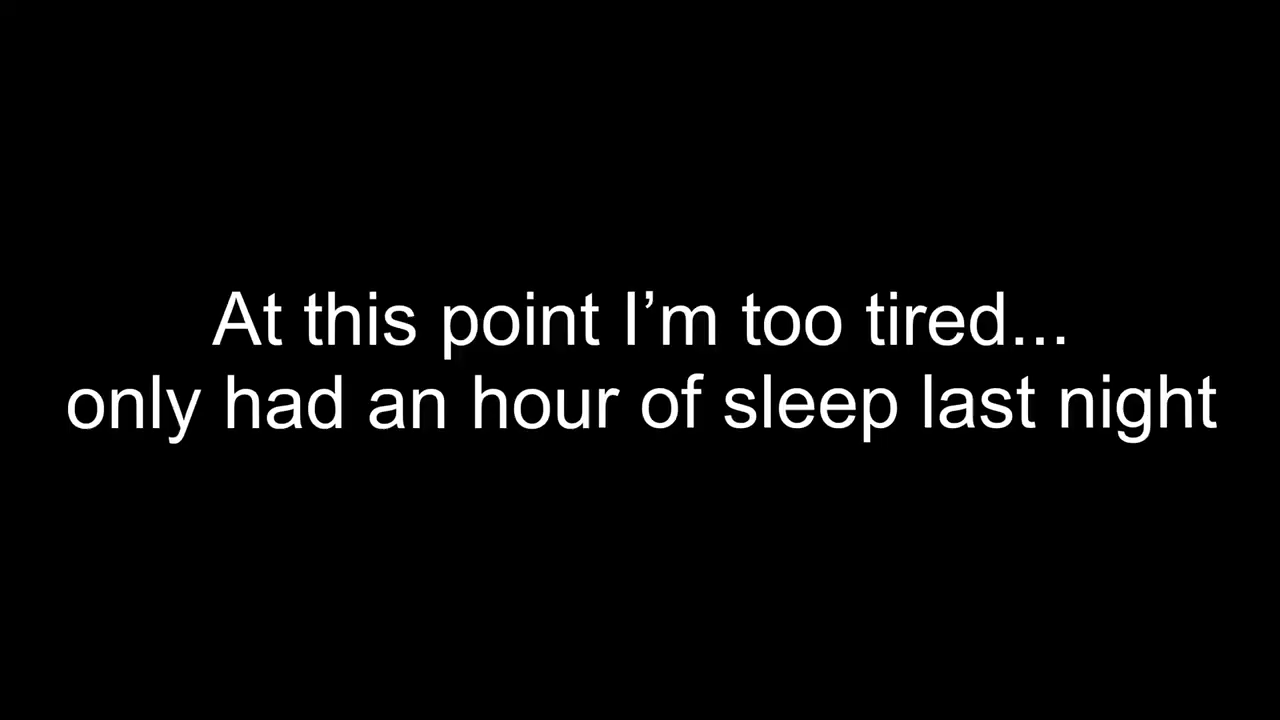 At this point I’m too tired...
only had an hour of sleep last night